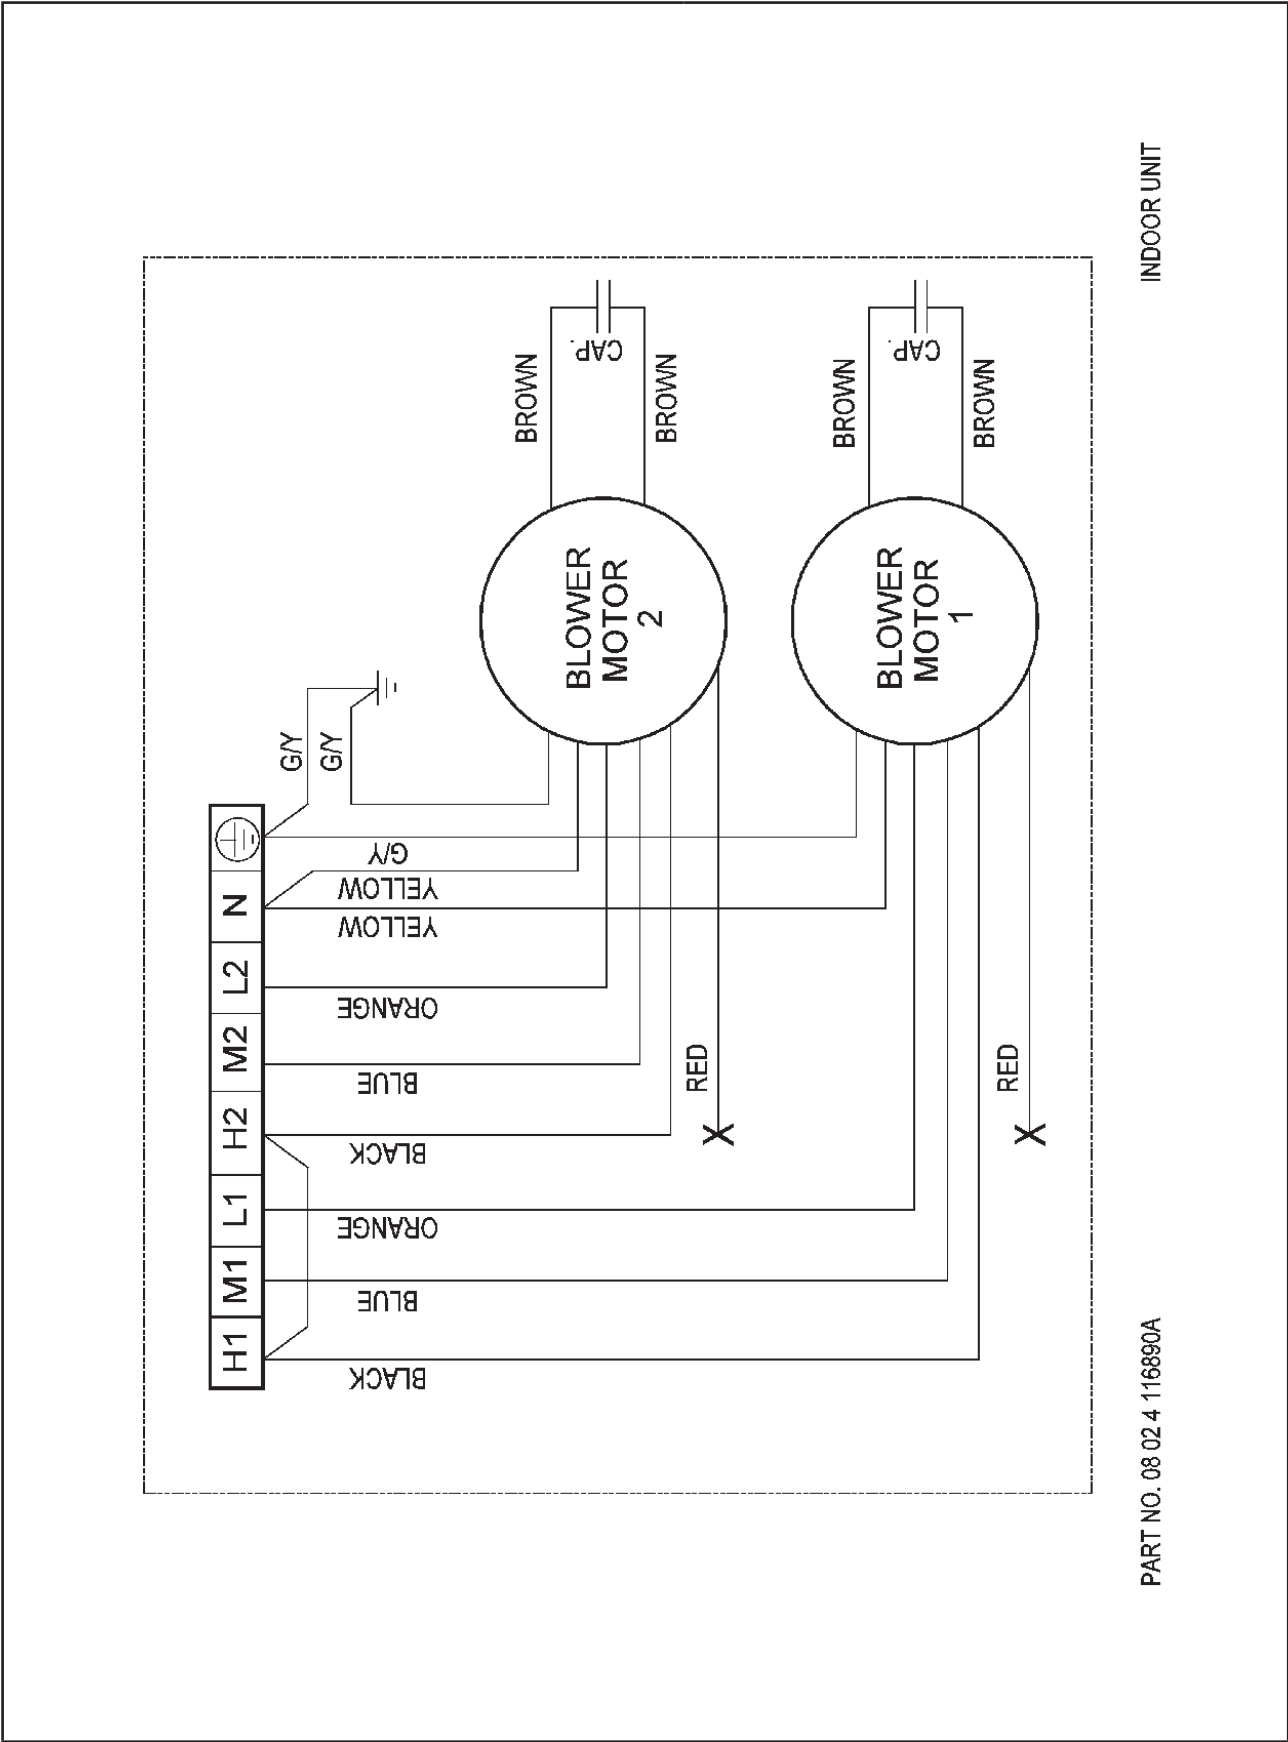 H1 M1 L1 H2 M2 L2 N
BLACK
BLUE
ORANGE
BLACK
BLUE
ORANGE
YELLOW
YELLOW
G/Y
G/Y
G/Y
RED
RED
BLOWER
MOTOR
2
BROWN
CAP.
BROWN
BLOWER
MOTOR
1
BROWN
CAP.
BROWN
PART NO. 08 02 4 116890A
INDOOR UNIT